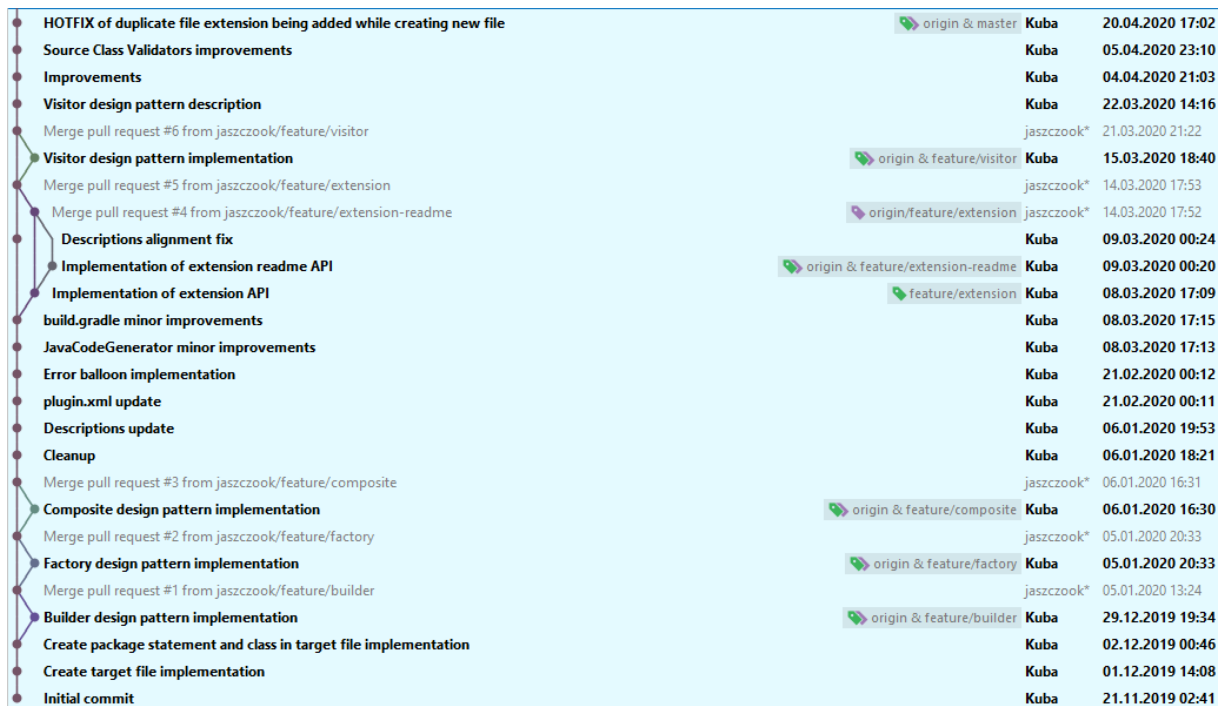 HOTFIX of duplicate file extension being added while creating new file origin & master Kuba 20.04.2020 17:02
Source Class Validators improvements Kuba 05.04.2020 23:10
Improvements Kuba 04.04.2020 21:03
Visitor design pattern description Kuba 22.03.2020 14:16
Merge pull request #6 from jaszczook/feature/visitor jaszczook* 21.03.2020 21:22
Visitor design pattern implementation origin & feature/visitor Kuba 15.03.2020 18:40
Merge pull request #5 from jaszczook/feature/extension jaszczook* 14.03.2020 17:53
Merge pull request #4 from jaszczook/feature/extension-readme origin/feature/extension jaszczook* 14.03.2020 17:52
Descriptions alignment fix Kuba 09.03.2020 00:24
Implementation of extension readme API origin & feature/extension-readme Kuba 09.03.2020 00:20
Implementation of extension API feature/extension Kuba 08.03.2020 17:09
build.gradle minor improvements Kuba 08.03.2020 17:15
JavaCodeGenerator minor improvements Kuba 08.03.2020 17:13
Error balloon implementation Kuba 21.02.2020 00:12
plugin.xml update Kuba 21.02.2020 00:11
Descriptions update Kuba 06.01.2020 19:53
Cleanup Kuba 06.01.2020 18:21
Merge pull request #3 from jaszczook/feature/composite jaszczook* 06.01.2020 16:31
Composite design pattern implementation origin & feature/composite Kuba 06.01.2020 16:30
Merge pull request #2 from jaszczook/feature/factory jaszczook* 05.01.2020 20:33
Factory design pattern implementation origin & feature/factory Kuba 05.01.2020 20:33
Merge pull request #1 from jaszczook/feature/builder jaszczook* 05.01.2020 13:24
Builder design pattern implementation origin & feature/builder Kuba 29.12.2019 19:34
Create package statement and class in target file implementation Kuba 02.12.2019 00:46
Create target file implementation Kuba 01.12.2019 14:08
Initial commit Kuba 21.11.2019 02:41